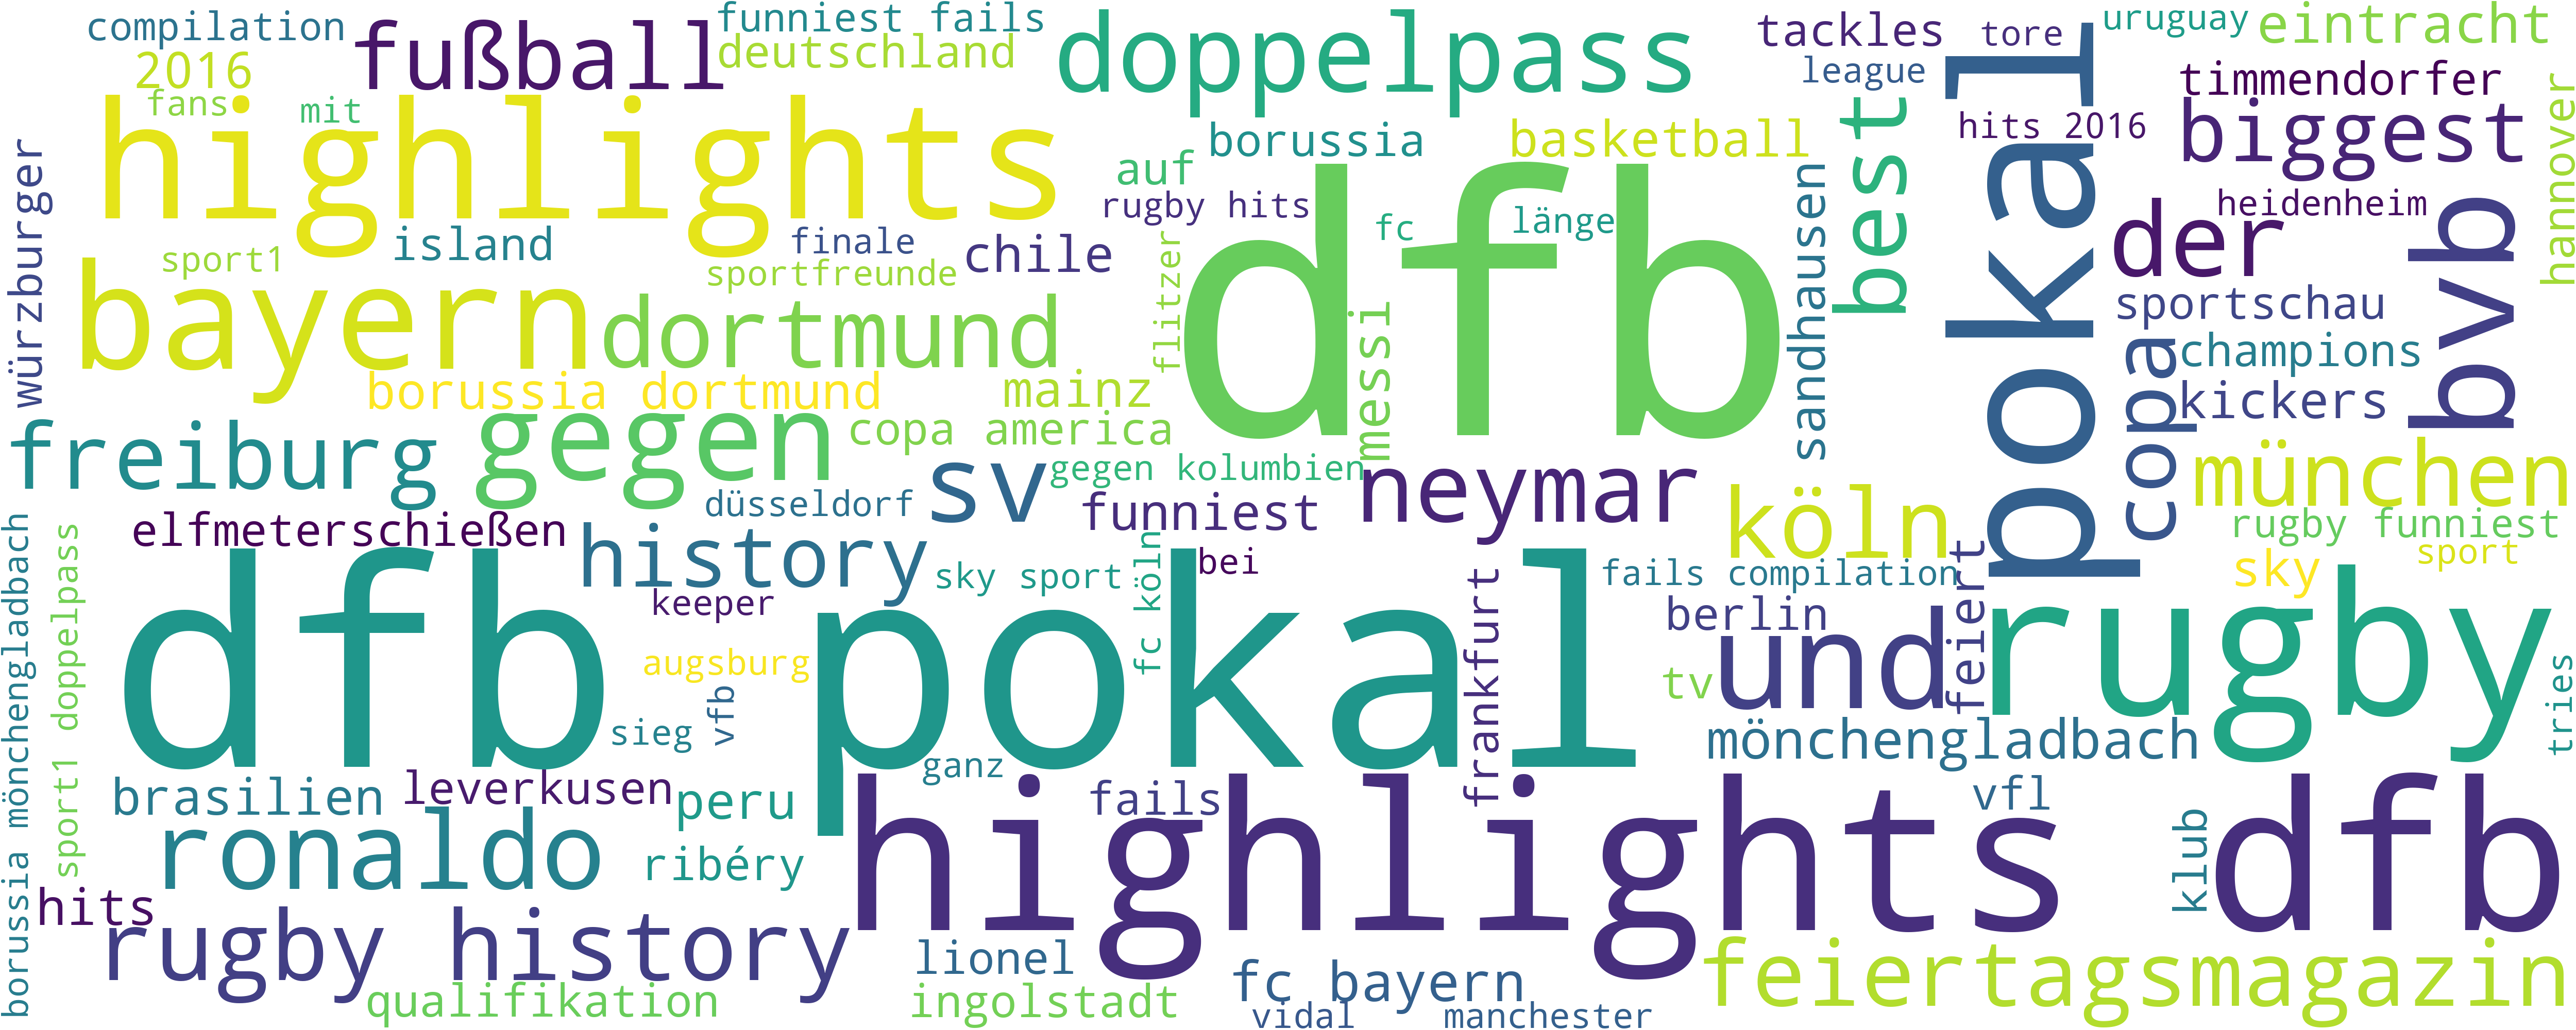 compilation
funniest fails
tackles
tore
uruguay
eintracht
2016
fußball
deutschland
doppelpass
league
timmendorfer
fans
mit
highlights
borussia
basketball
best
pokal
hits 2016
biggest
hannover
würzburger
auf
rugby hits
fc
länge
sandhausen
heidenheim
der
bvb
sport1
island
finale
chile
sportfreunde
flitzer
dfb
messi
sportschau
bayern
dortmund
copa
champions
borussia dortmund
mainz
kickers
freiburg
gegen
copa america
sv
gegen kolumbien
neymar
köln
münchen
düsseldorf
funniest
rugby funniest
elfmeterschießen
history
sky sport
fc köln
bei
fails compilation
feiert
sky
sport
borussia mönchengladbach
sport1 doppelpass
dfb pokal
keeper
frankfurt
berlin
und
rugby
augsburg
vfb
tv
tries
sieg
mönchengladbach
ganz
brasilien
leverkusen
peru
fails
highlights
vfl
klub
dfb
ronaldo
ribéry
hits
rugby history
lionel
fc bayern
feiertagsmagazin
qualifikation
ingolstadt
vidal
manchester